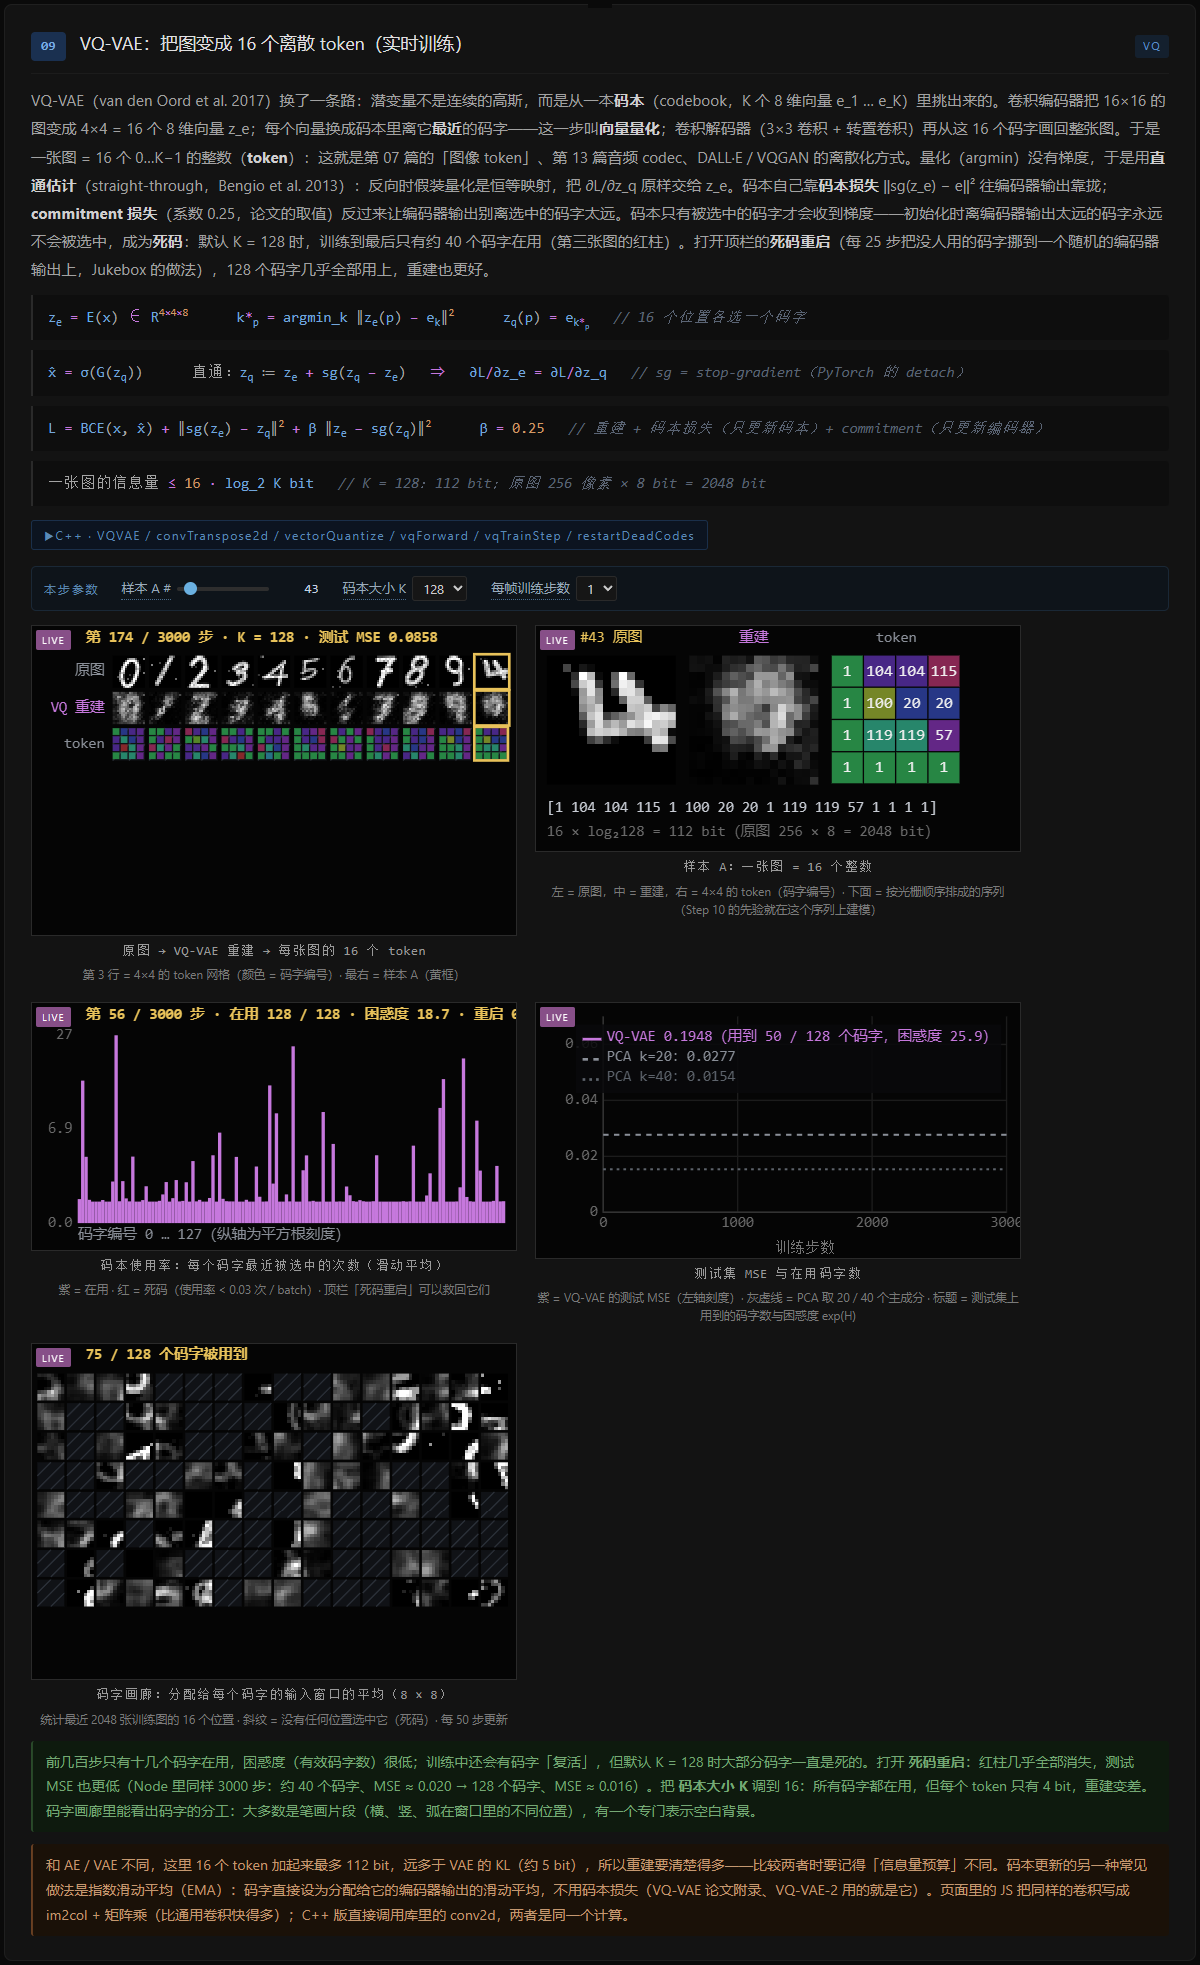 09 VQ-VAE：把图变成 16 个离散 token（实时训练） VQ
VQ-VAE（van den Oord et al. 2017）换了一条路：潜变量不是连续的高斯，而是从一本码本（codebook，K 个 8 维向量 e_1 … e_K）里挑出来的。卷积编码器把 16×16 的
图变成 4×4 = 16 个 8 维向量 z_e；每个向量换成码本里离它最近的码字——这一步叫向量量化；卷积解码器（3×3 卷积 + 转置卷积）再从这 16 个码字画回整张图。于是
一张图 = 16 个 0…K−1 的整数（token）：这就是第 07 篇的「图像 token」、第 13 篇音频 codec、DALL·E / VQGAN 的离散化方式。量化（argmin）没有梯度，于是用直
通估计（straight-through，Bengio et al. 2013）：反向时假装量化是恒等映射，把 ∂L/∂z_q 原样交给 z_e。码本自己靠码本损失 ‖sg(z_e) − e‖² 往编码器输出靠拢；
commitment 损失（系数 0.25，论文的取值）反过来让编码器输出别离选中的码字太远。码本只有被选中的码字才会收到梯度——初始化时离编码器输出太远的码字永远
不会被选中，成为死码：默认 K = 128 时，训练到最后只有约 40 个码字在用（第三张图的红柱）。打开顶栏的死码重启（每 25 步把没人用的码字挪到一个随机的编码器
输出上，Jukebox 的做法），128 个码字几乎全部用上，重建也更好。
z_e = E(x) ∈ R^4×4×8 k*_p = argmin_k ‖z_e(p) − e_k‖² z_q(p) = e_k*_p // 16 个位置各选一个码字
x̂ = σ(G(z_q)) 直通：z_q ≔ z_e + sg(z_q − z_e) ⇒ ∂L/∂z_e = ∂L/∂z_q // sg = stop-gradient（PyTorch 的 detach）
L = BCE(x, x̂) + ‖sg(z_e) − z_q‖² + β ‖z_e − sg(z_q)‖² β = 0.25 // 重建 + 码本损失（只更新码本）+ commitment（只更新编码器）
一张图的信息量 ≤ 16 · log_2 K bit // K = 128: 112 bit; 原图 256 像素 × 8 bit = 2048 bit
▶C++ · VQVAE / convTranspose2d / vectorQuantize / vqForward / vqTrainStep / restartDeadCodes
本步参数 样本 A # 43 码本大小 K 128 每帧训练步数 1
LIVE 第 174 / 3000 步 · K = 128 · 测试 MSE 0.0858
原图
VQ 重建
token
原图 → VQ-VAE 重建 → 每张图的 16 个 token
第 3 行 = 4×4 的 token 网格（颜色 = 码字编号）· 最右 = 样本 A（黄框）
LIVE #43 原图 重建 token
1 104 104 115
1 100 20 20
1 119 119 57
1 1 1 1
[1 104 104 115 1 100 20 20 1 119 119 57 1 1 1 1]
16 × log₂128 = 112 bit (原图 256 × 8 = 2048 bit)
样本 A：一张图 = 16 个整数
左 = 原图，中 = 重建，右 = 4×4 的 token（码字编号）· 下面 = 按光栅顺序排成的序列
（Step 10 的先验就在这个序列上建模）
LIVE 第 56 / 3000 步 · 在用 128 / 128 · 困惑度 18.7 · 重启
27
6.9
0.0
码字编号 0 … 127 (纵轴为平方根刻度)
码本使用率：每个码字最近被选中的次数（滑动平均）
紫 = 在用 · 红 = 死码（使用率 < 0.03 次 / batch）· 顶栏「死码重启」可以救回它们
LIVE VQ-VAE 0.1948 (用到 50 / 128 个码字，困惑度 25.9)
PCA k=20: 0.0277
PCA k=40: 0.0154
0.04
0.02
0
0 1000 2000 3000
训练步数
测试集 MSE 与在用码字数
紫 = VQ-VAE 的测试 MSE（左轴刻度）· 灰虚线 = PCA 取 20 / 40 个主成分 · 标题 = 测试集上
用到的码字数与困惑度 exp(H)
LIVE 75 / 128 个码字被用到
码字画廊：分配给每个码字的输入窗口的平均（8 × 8）
统计最近 2048 张训练图的 16 个位置 · 斜纹 = 没有任何位置选中它（死码）· 每 50 步更新
前几百步只有十几个码字在用，困惑度（有效码字数）很低；训练中还会有码字「复活」，但默认 K = 128 时大部分码字一直是死的。打开 死码重启：红柱几乎全部消失，测试
MSE 也更低（Node 里同样 3000 步：约 40 个码字、MSE ≈ 0.020 → 128 个码字、MSE ≈ 0.016）。把 码本大小 K 调到 16：所有码字都在用，但每个 token 只有 4 bit，重建变差。
码字画廊里能看出码字的分工：大多数是笔画片段（横、竖、弧在窗口里的不同位置），有一个专门表示空白背景。
和 AE / VAE 不同，这里 16 个 token 加起来最多 112 bit，远多于 VAE 的 KL（约 5 bit），所以重建要清楚得多——比较两者时要记得「信息量预算」不同。码本更新的另一种常见
做法是指数滑动平均（EMA）：码字直接设为分配给它的编码器输出的滑动平均，不用码本损失（VQ-VAE 论文附录、VQ-VAE-2 用的就是它）。页面里的 JS 把同样的卷积写成
im2col + 矩阵乘（比通用卷积快得多）；C++ 版直接调用库里的 conv2d，两者是同一个计算。